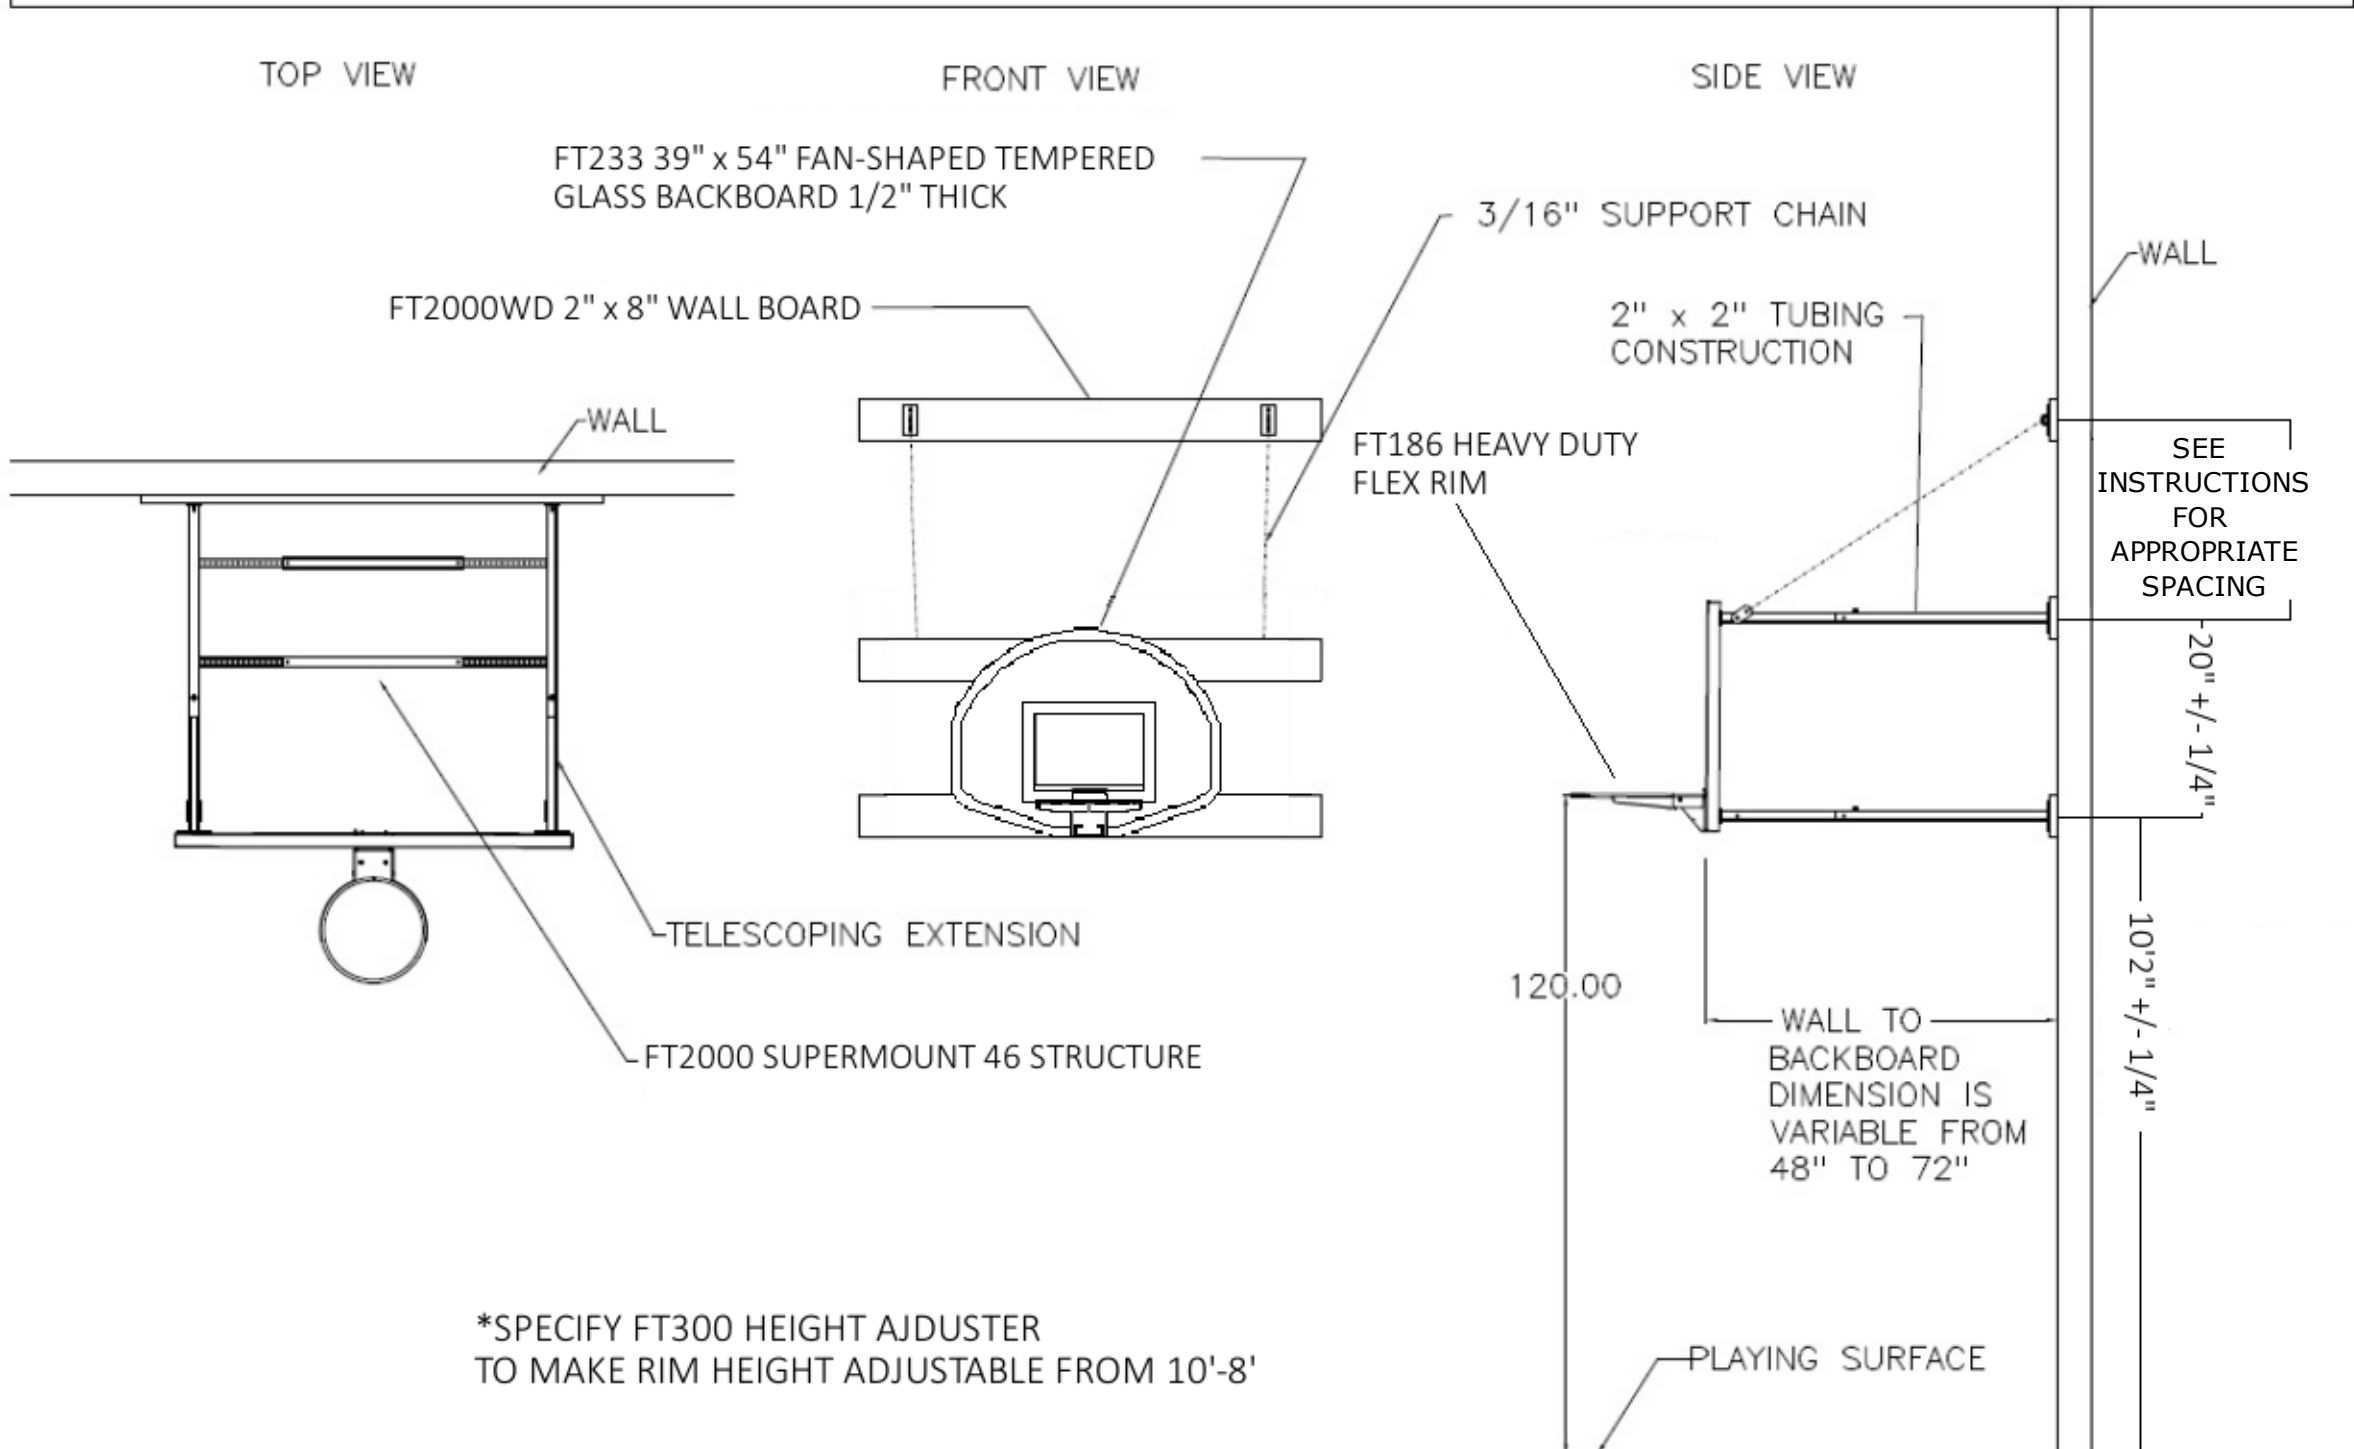 TOP VIEW
FRONT VIEW
SIDE VIEW
FT233 39" x 54" FAN-SHAPED TEMPERED
GLASS BACKBOARD 1/2" THICK
3/16" SUPPORT CHAIN
WALL
FT2000WD 2" x 8" WALL BOARD
2" x 2" TUBING
CONSTRUCTION
WALL
FT186 HEAVY DUTY
FLEX RIM
SEE
INSTRUCTIONS
FOR
APPROPRIATE
SPACING
20" +/- 1/4"
TELESCOPING EXTENSION
10'2" +/- 1/4"
120.00
WALL TO
BACKBOARD
DIMENSION IS
VARIABLE FROM
48" TO 72"
FT2000 SUPERMOUNT 46 STRUCTURE
*SPECIFY FT300 HEIGHT AJDUSTER
TO MAKE RIM HEIGHT ADJUSTABLE FROM 10'-8'
PLAYING SURFACE